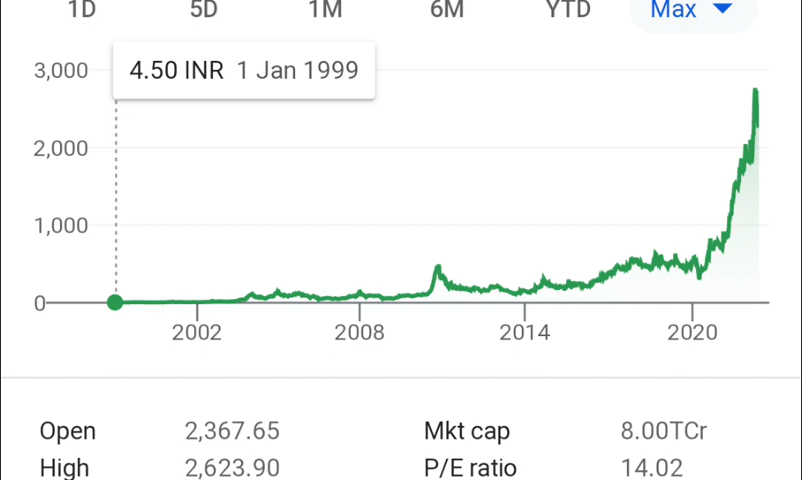 1D 5D 1M 6M YTD Max
4.50 INR 1 Jan 1999
3,000
2,000
1,000
0
2002 2008 2014 2020
Open 2,367.65 Mkt cap 8.00TCr
High 2,623.90 P/E ratio 14.02